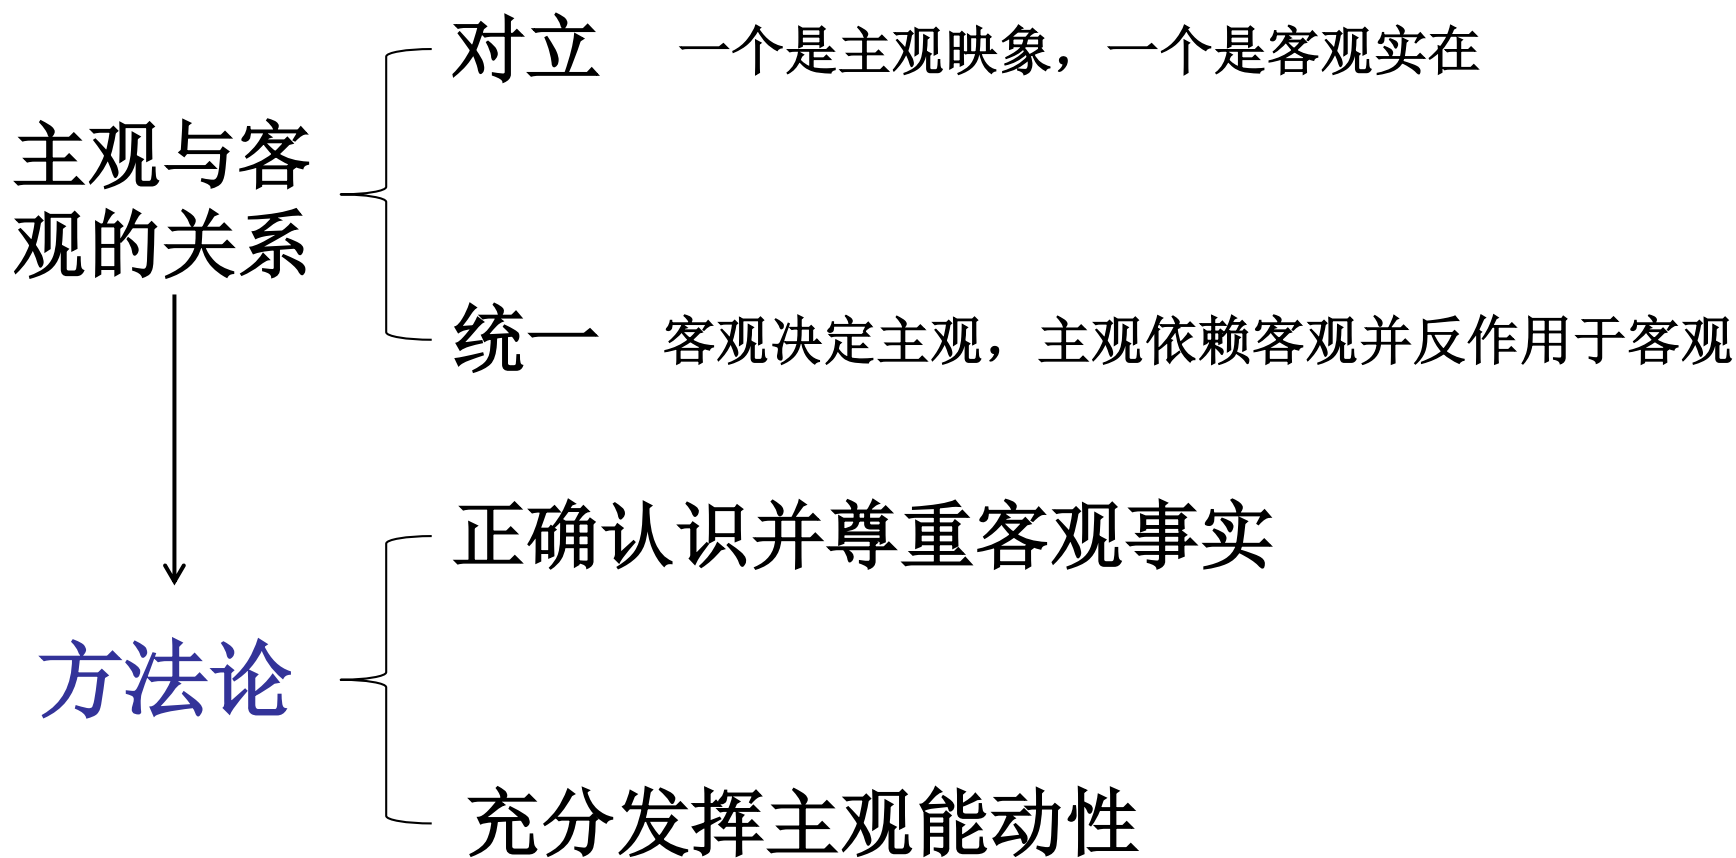 对立 一个是主观映象，一个是客观实在
主观与客
观的关系
统一 客观决定主观，主观依赖客观并反作用于客观
正确认识并尊重客观事实
方法论
充分发挥主观能动性